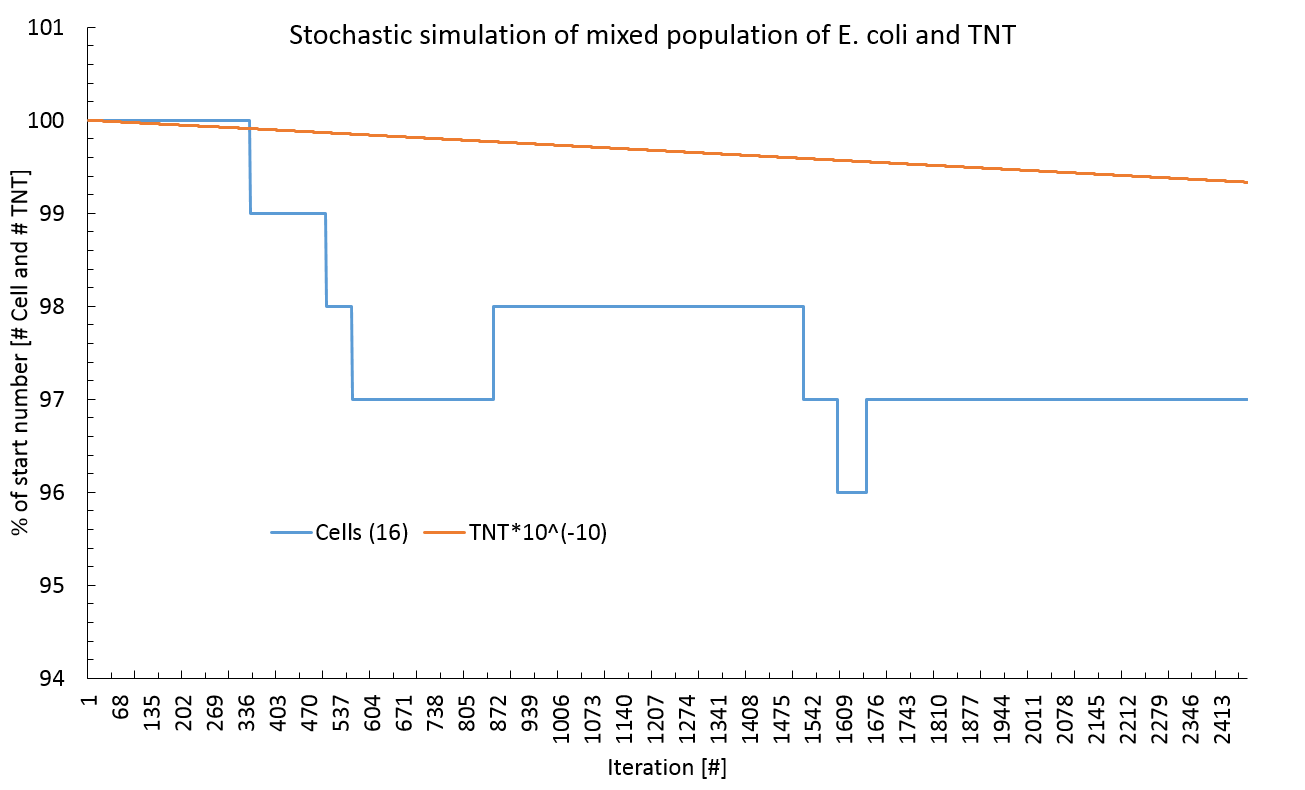 Stochastic simulation of mixed population of E. coli and TNT
% of start number [# Cell and # TNT]
101
100
99
98
97
96
95
94
Cells (16) TNT*10^(-10)
1 68 135 202 269 336 403 470 537 604 671 738 805 872 939 1006 1073 1140 1207 1274 1341 1408 1475 1542 1609 1676 1743 1810 1877 1944 2011 2078 2145 2212 2279 2346 2413
Iteration [#]